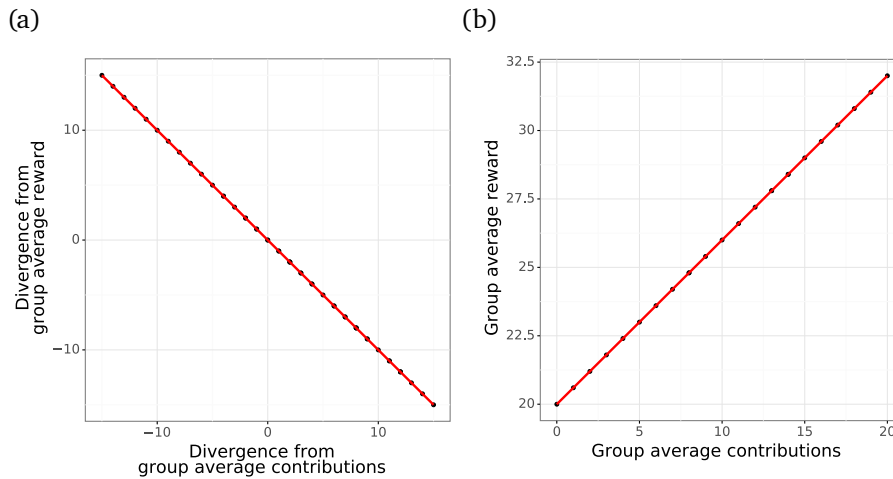 (a)
(b)
Divergence from
group average reward
10
0
−10
−10
0
10
Divergence from
group average contributions
Group average reward
32.5
30
27.5
25
22.5
20
0
5
10
15
20
Group average contributions